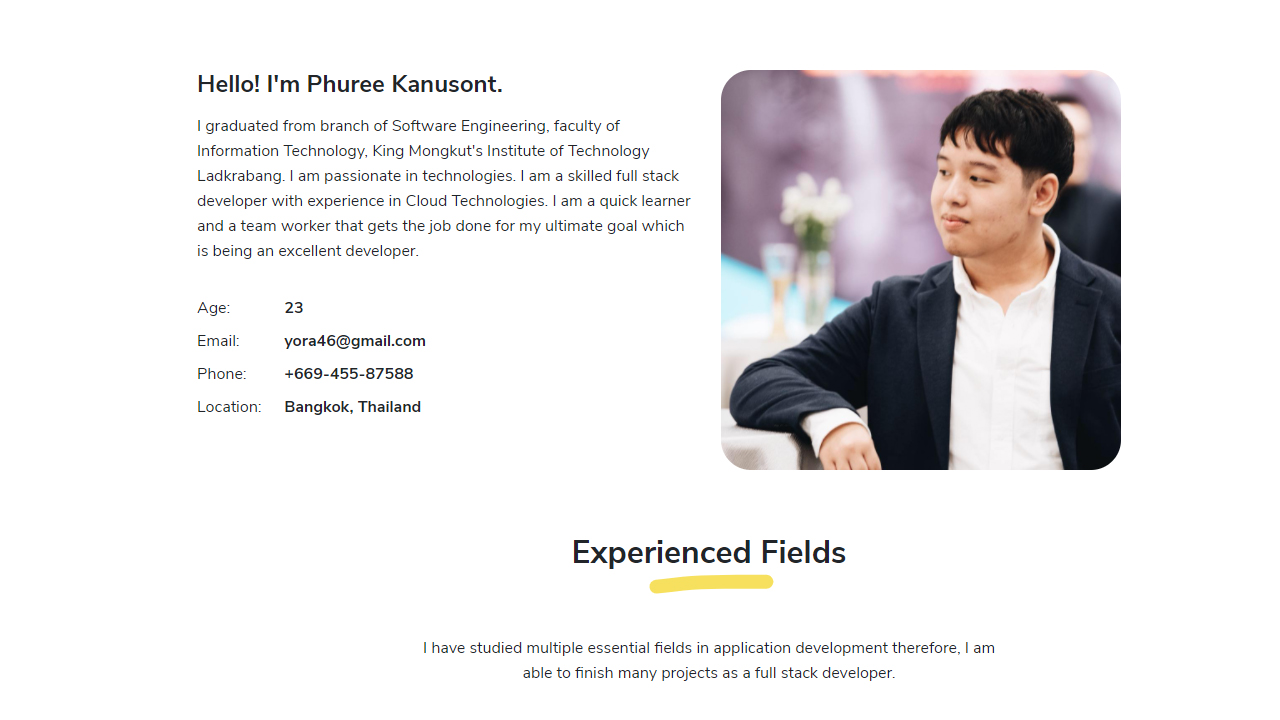 Hello! I'm Phuree Kanusont.
I graduated from branch of Software Engineering, faculty of
Information Technology, King Mongkut's Institute of Technology
Ladkrabang. I am passionate in technologies. I am a skilled full stack
developer with experience in Cloud Technologies. I am a quick learner
and a team worker that gets the job done for my ultimate goal which
is being an excellent developer.
Age: 23
Email: yora46@gmail.com
Phone: +669-455-87588
Location: Bangkok, Thailand
Experienced Fields
I have studied multiple essential fields in application development therefore, I am
able to finish many projects as a full stack developer.